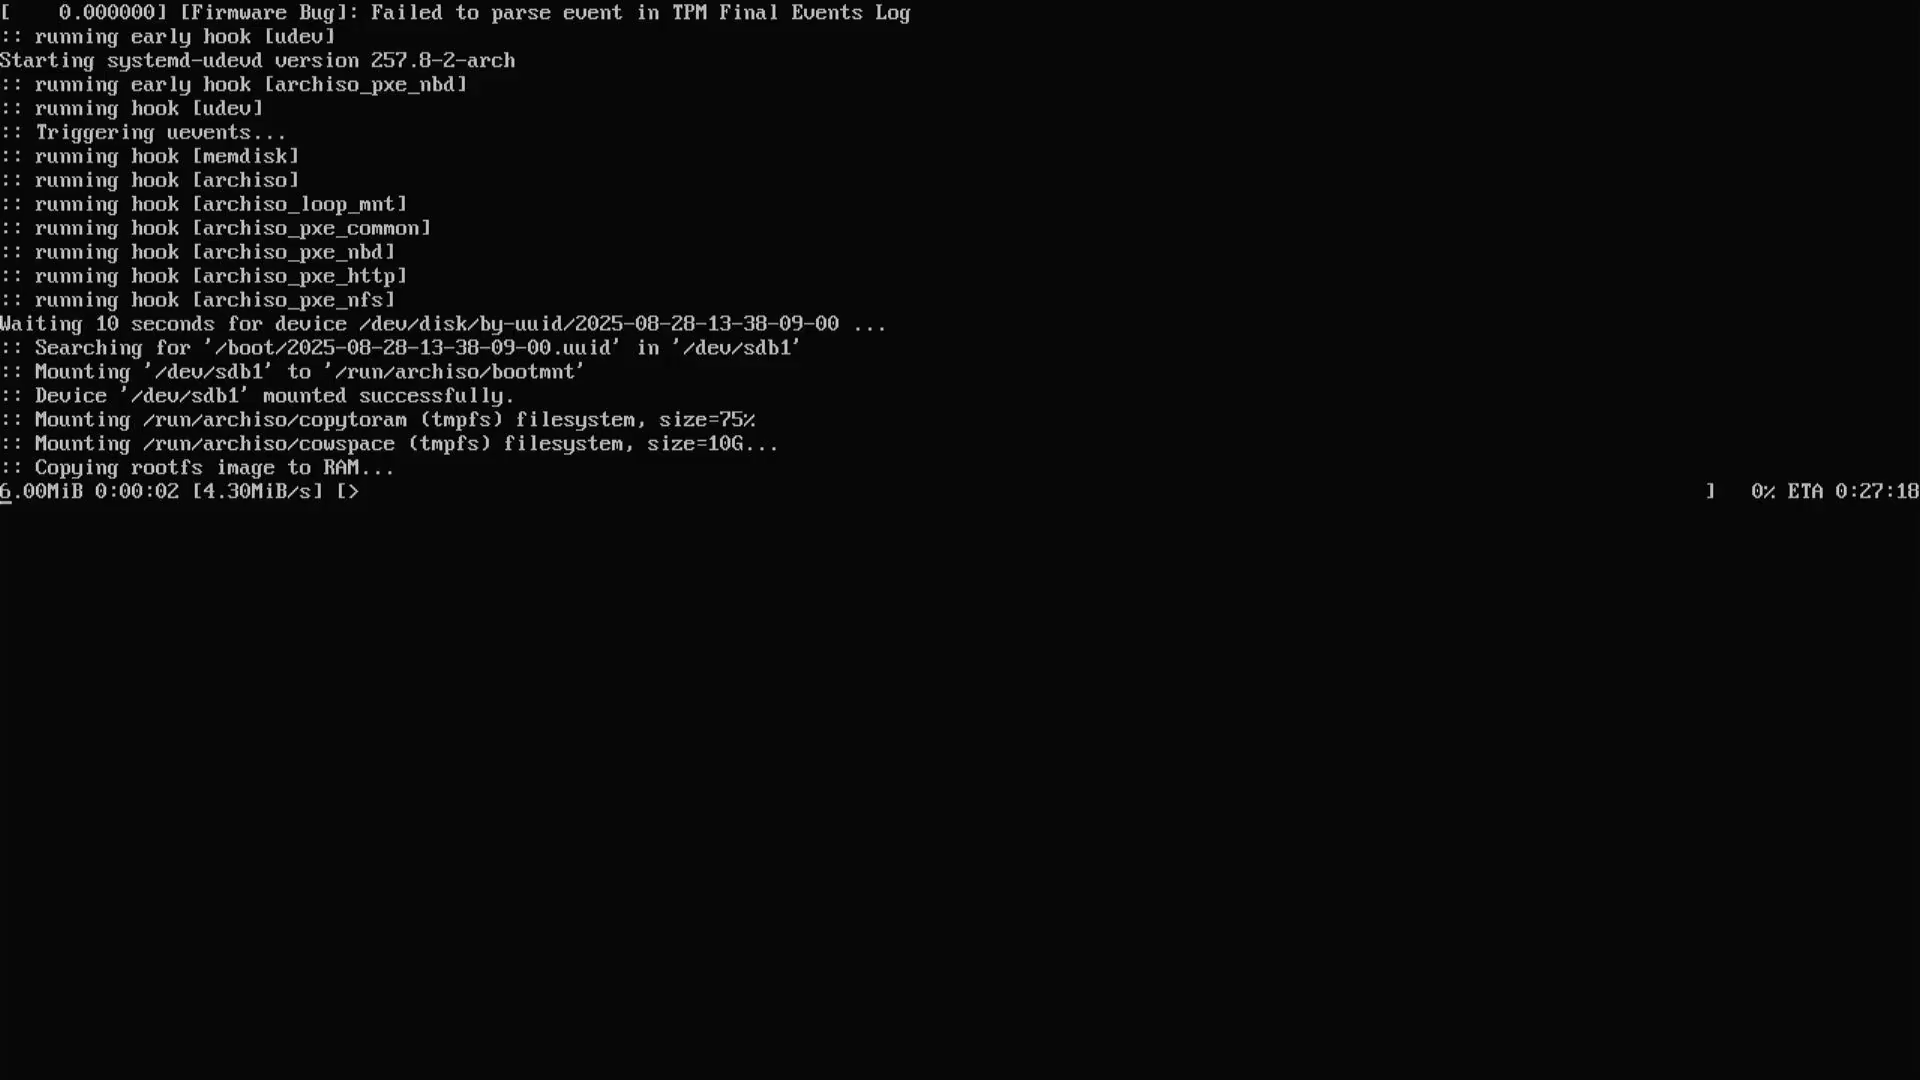 [    0.000000] [Firmware Bug]: Failed to parse event in TPM Final Events Log
:: running early hook [udev]
Starting systemd-udevd version 257.8-2-arch
:: running early hook [archiso_pxe_nbd]
:: running hook [udev]
:: Triggering uevents...
:: running hook [memdisk]
:: running hook [archiso]
:: running hook [archiso_loop_mnt]
:: running hook [archiso_pxe_common]
:: running hook [archiso_pxe_nbd]
:: running hook [archiso_pxe_http]
:: running hook [archiso_pxe_nfs]
Waiting 10 seconds for device /dev/disk/by-uuid/2025-08-28-13-38-09-00 ...
:: Searching for '/boot/2025-08-28-13-38-09-00.uuid' in '/dev/sdb1'
:: Mounting '/dev/sdb1' to '/run/archiso/bootmnt'
:: Device '/dev/sdb1' mounted successfully.
:: Mounting /run/archiso/copytoram (tmpfs) filesystem, size=75%
:: Mounting /run/archiso/cowspace (tmpfs) filesystem, size=10G...
:: Copying rootfs image to RAM...
6.00MiB 0:00:02 [4.30MiB/s] [> ]  0% ETA 0:27:18